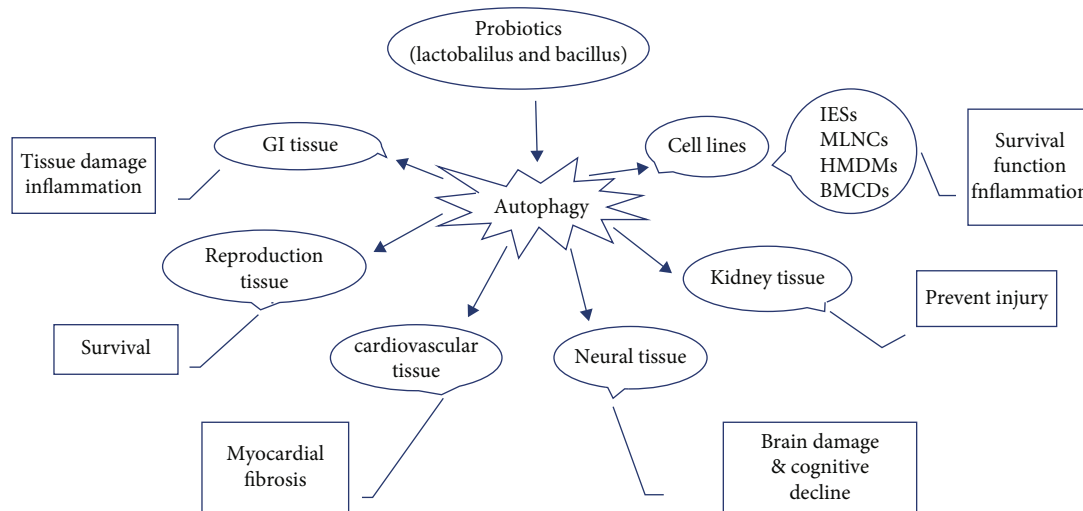 Probiotics
(lactobalilus and bacillus)
GI tissue
Tissue damage
inflammation
Cell lines
IESs
MLNCs
HMDMs
BMCDs
Survival
function
fnflammation
Autophagy
Reproduction
tissue
Kidney tissue
Prevent injury
Survival
cardiovascular
tissue
Neural tissue
Myocardial
fibrosis
Brain damage
& cognitive
decline